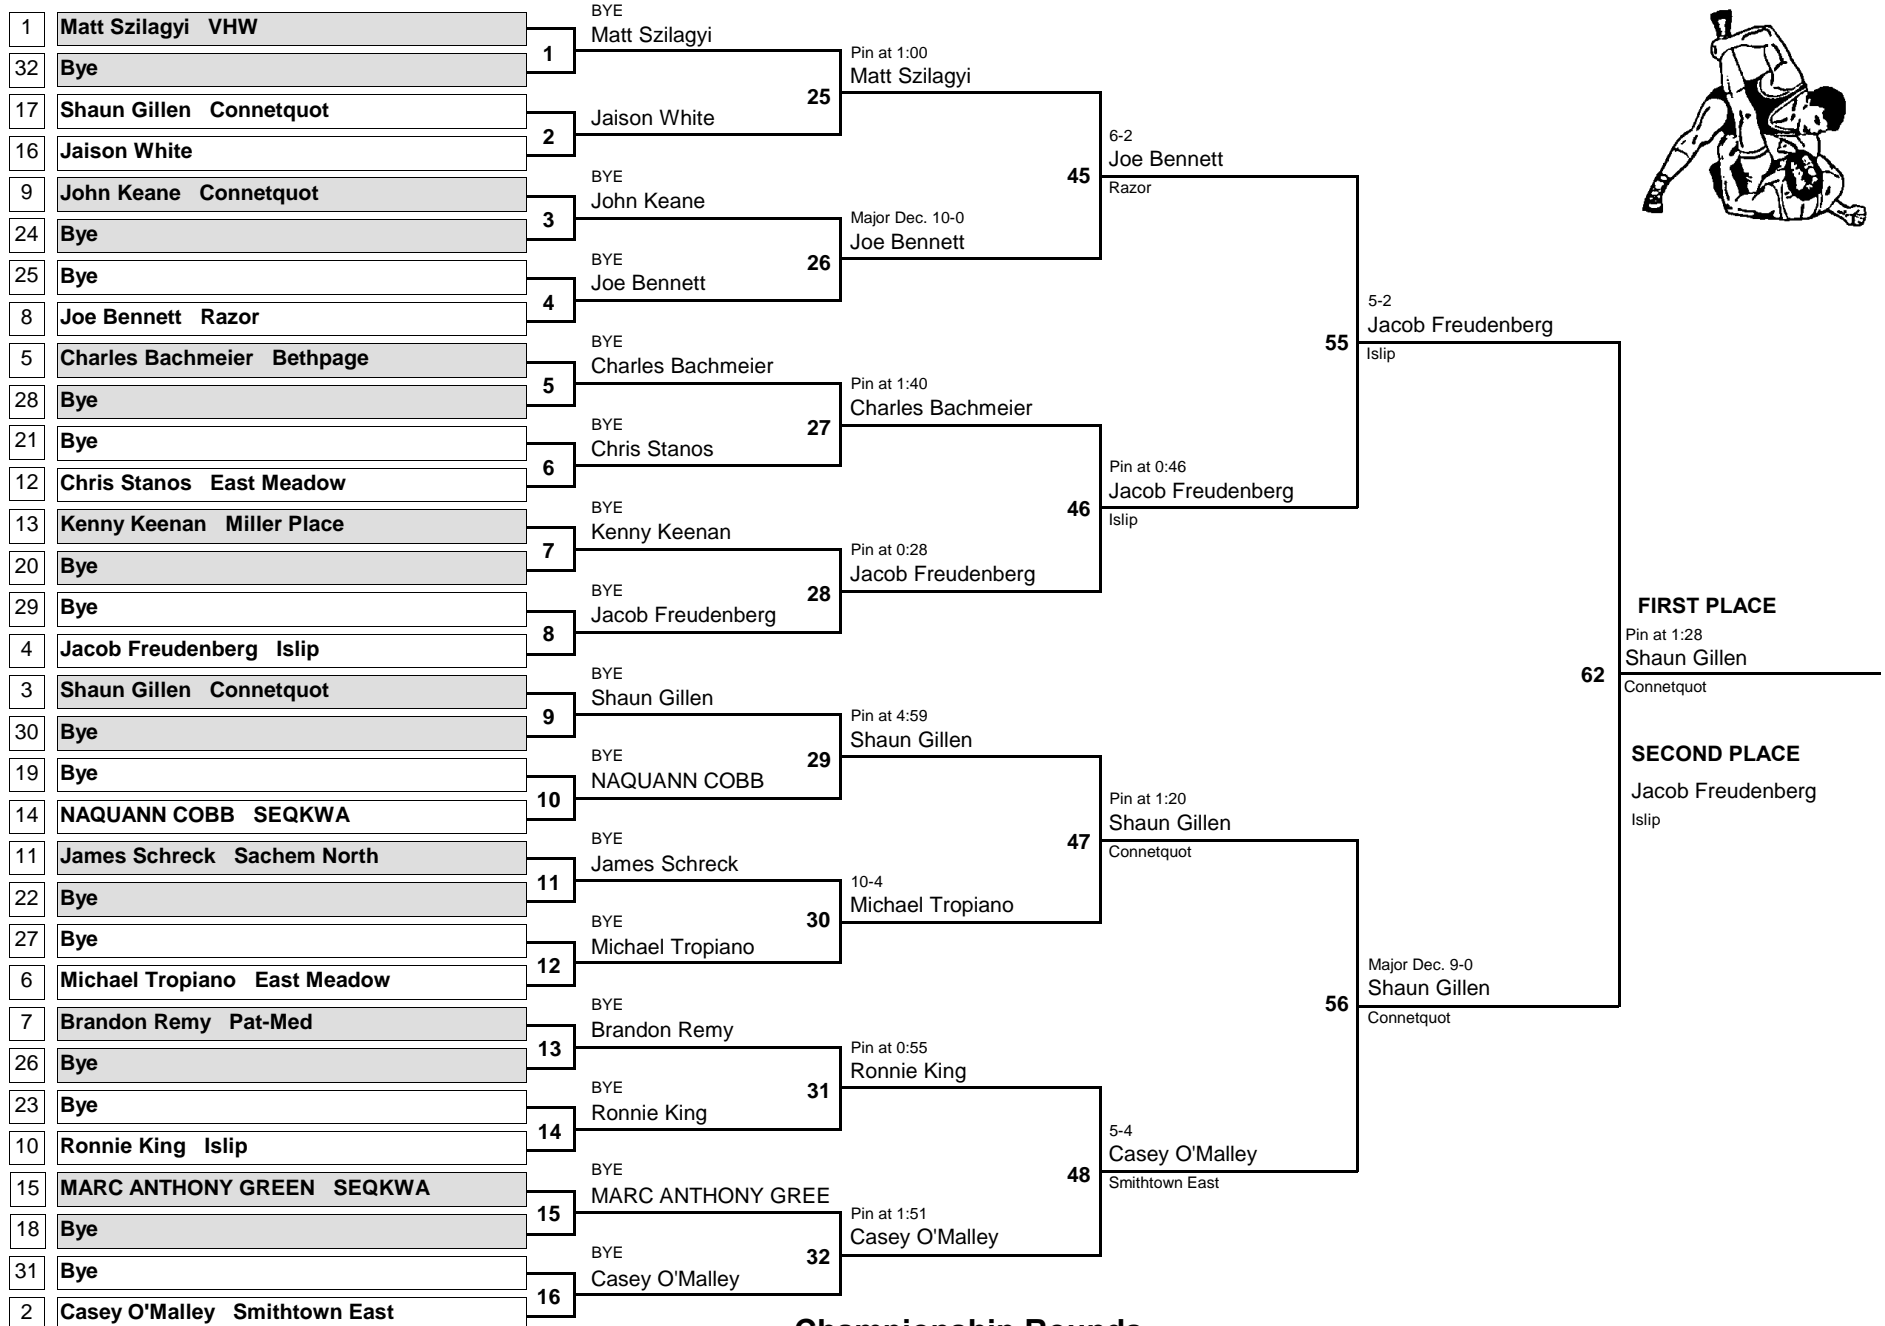 1 Matt Szilagyi VHW
32 Bye
17 Shaun Gillen Connetquot
16 Jaison White
9 John Keane Connetquot
24 Bye
25 Bye
8 Joe Bennett Razor
5 Charles Bachmeier Bethpage
28 Bye
21 Bye
12 Chris Stanos East Meadow
13 Kenny Keenan Miller Place
20 Bye
29 Bye
4 Jacob Freudenberg Islip
3 Shaun Gillen Connetquot
30 Bye
19 Bye
14 NAQUANN COBB SEQKWA
11 James Schreck Sachem North
22 Bye
27 Bye
6 Michael Tropiano East Meadow
7 Brandon Remy Pat-Med
26 Bye
23 Bye
10 Ronnie King Islip
15 MARC ANTHONY GREEN SEQKWA
18 Bye
31 Bye
2 Casey O'Malley Smithtown East
1
2
3
4
5
6
7
8
9
10
11
12
13
14
15
16
BYE
Matt Szilagyi
Jaison White
BYE
John Keane
BYE
Joe Bennett
BYE
Charles Bachmeier
BYE
Chris Stanos
BYE
Kenny Keenan
BYE
Jacob Freudenberg
BYE
Shaun Gillen
BYE
NAQUANN COBB
BYE
James Schreck
BYE
Michael Tropiano
BYE
Brandon Remy
BYE
Ronnie King
BYE
MARC ANTHONY GREE
BYE
Casey O'Malley
25
26
27
28
29
30
31
32
Pin at 1:00
Matt Szilagyi
Major Dec. 10-0
Joe Bennett
Pin at 1:40
Charles Bachmeier
Pin at 0:28
Jacob Freudenberg
Pin at 4:59
Shaun Gillen
10-4
Michael Tropiano
Pin at 0:55
Ronnie King
Pin at 1:51
Casey O'Malley
45
46
47
48
6-2
Joe Bennett
Razor
Pin at 0:46
Jacob Freudenberg
Islip
Pin at 1:20
Shaun Gillen
Connetquot
5-4
Casey O'Malley
Smithtown East
55
56
5-2
Jacob Freudenberg
Islip
Major Dec. 9-0
Shaun Gillen
Connetquot
62
FIRST PLACE
Pin at 1:28
Shaun Gillen
Connetquot
SECOND PLACE
Jacob Freudenberg
Islip
Championship Rounds